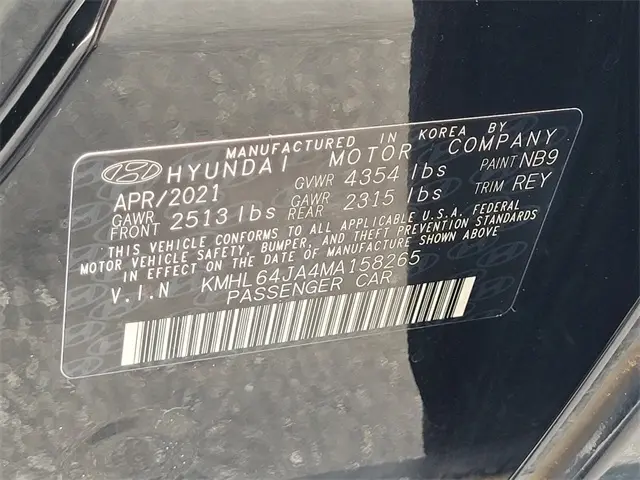 MANUFACTURED IN KOREA BY
HYUNDAI MOTOR COMPANY
APR/2021 GVWR 4354 lbs PAINT NB9
GAWR FRONT 2513 lbs GAWR REAR 2315 lbs TRIM REY
THIS VEHICLE CONFORMS TO ALL APPLICABLE U.S.A. FEDERAL
MOTOR VEHICLE SAFETY, BUMPER, AND THEFT PREVENTION STANDARDS
IN EFFECT ON THE DATE OF MANUFACTURE SHOWN ABOVE
V.I.N KMHL64JA4MA158265
PASSENGER CAR